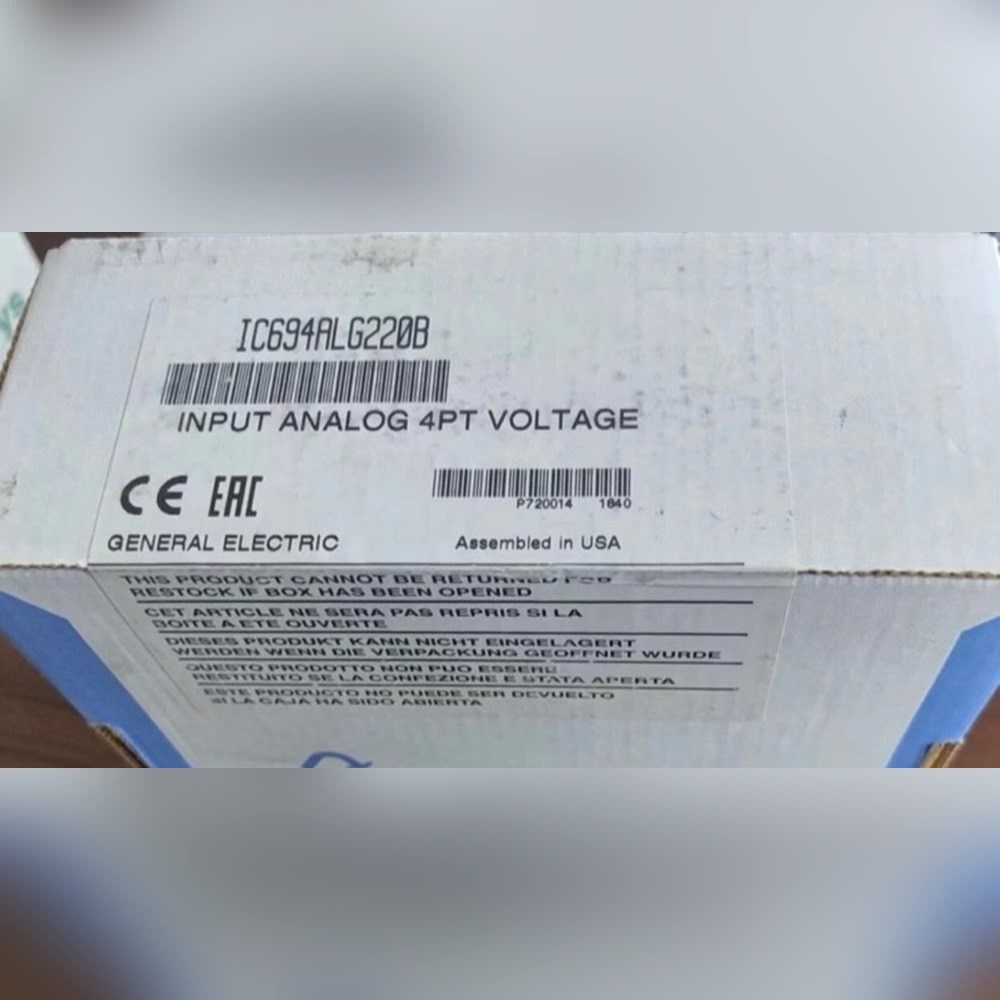 IC694ALG220B
INPUT ANALOG 4PT VOLTAGE
CE EAC
P720014 1840
GENERAL ELECTRIC
Assembled in USA
THIS PRODUCT CANNOT BE RETURNED FOR
RESTOCK IF BOX HAS BEEN OPENED
CET ARTICLE NE SERA PAS REPRIS SI LA
BOITE A ETE OUVERTE
DIESES PRODUKT KANN NICHT EINGELAGERT
WERDEN WENN DIE VERPACKUNG GEOFFNET WURDE
QUESTO PRODOTTO NON PUO ESSERE
RESTITUITO SE LA CONFEZIONE E STATA APERTA
ESTE PRODUCTO NO PUEDE SER DEVUELTO
SI LA CAJA HA SIDO ABIERTA